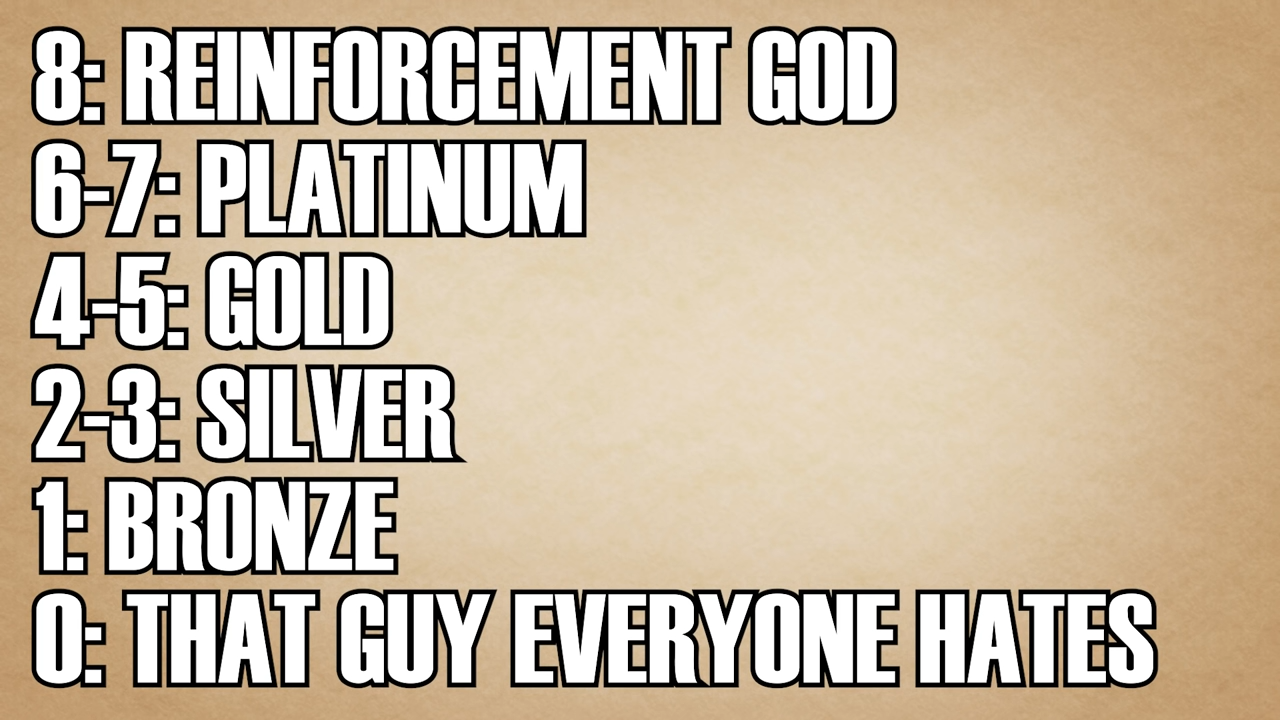 8: REINFORCEMENT GOD
6-7: PLATINUM
4-5: GOLD
2-3: SILVER
1: BRONZE
0: THAT GUY EVERYONE HATES